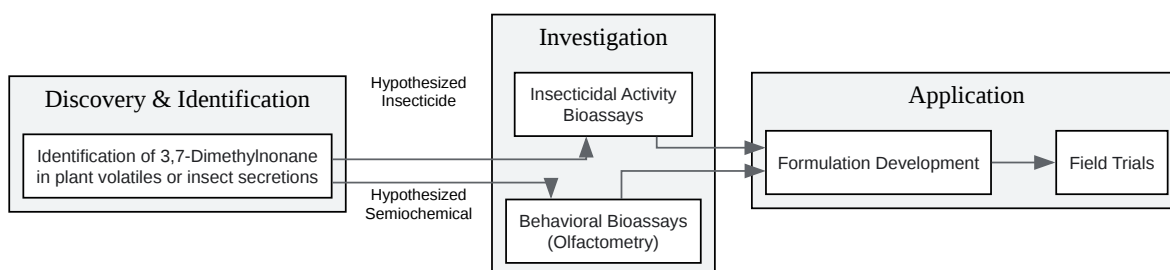 Discovery & Identification
Identification of 3,7-Dimethylnonane
in plant volatiles or insect secretions
Hypothesized
Insecticide
Hypothesized
Semiochemical
Investigation
Insecticidal Activity
Bioassays
Behavioral Bioassays
(Olfactometry)
Application
Formulation Development
Field Trials